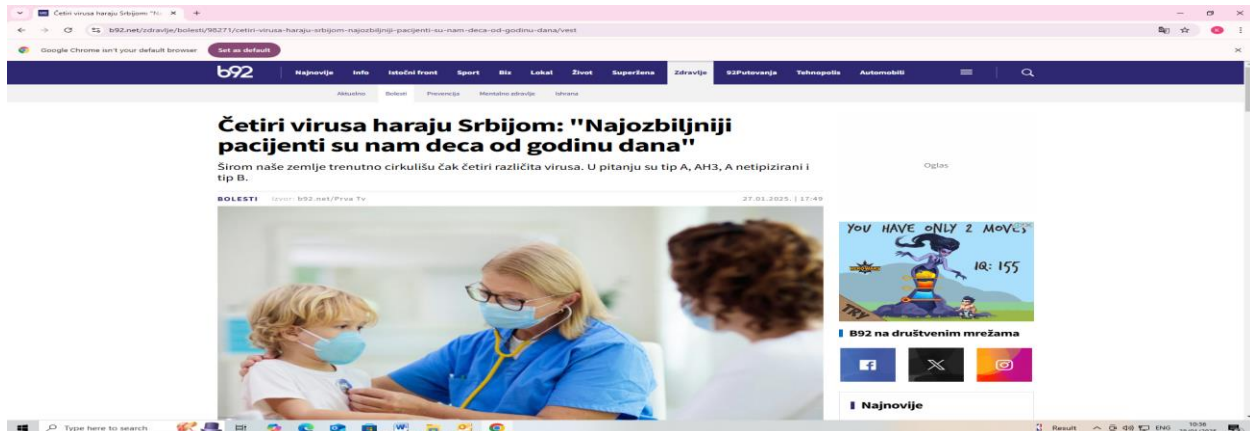 Četiri virusa haraju Srbijom: "Na
b92.net/zdravlje/bolesti/95271/cetiri-virusa-haraju-srbijom-najozbiljniji-pacijenti-su-nam-deca-od-godinu-dana/vest
Google Chrome isn't your default browser Set as default
b92 Najnovije Info Istočni front Sport Biz Lokal Život Superžena Zdravlje 92Putovanja Tehnopolis Automobili
Aktuelno Bolesti Prevencija Mentalno zdravlje Ishrana
Četiri virusa haraju Srbijom: "Najozbiljniji
pacijenti su nam deca od godinu dana"
Širom naše zemlje trenutno cirkulišu čak četiri različita virusa. U pitanju su tip A, AH3, A netipizirani i
tip B.
Oglas
BOLESTI Izvor: b92.net/Prva Tv 27.01.2025. | 17:49
YOU HAVE ONLY 2 MOVES
IQ: 155
TRY
B92 na društvenim mrežama
Najnovije
Type here to search
Result ENG 10:36